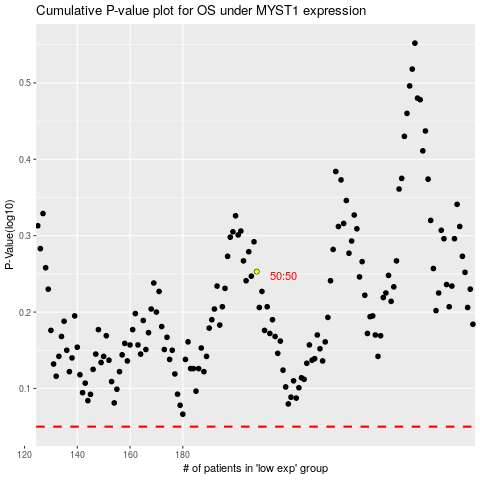 Cumulative P-value plot for OS under MYST1 expression
P-Value(log10)
0.5
0.4
0.3
0.2
0.1
50:50
120 140 160 180
# of patients in 'low exp' group